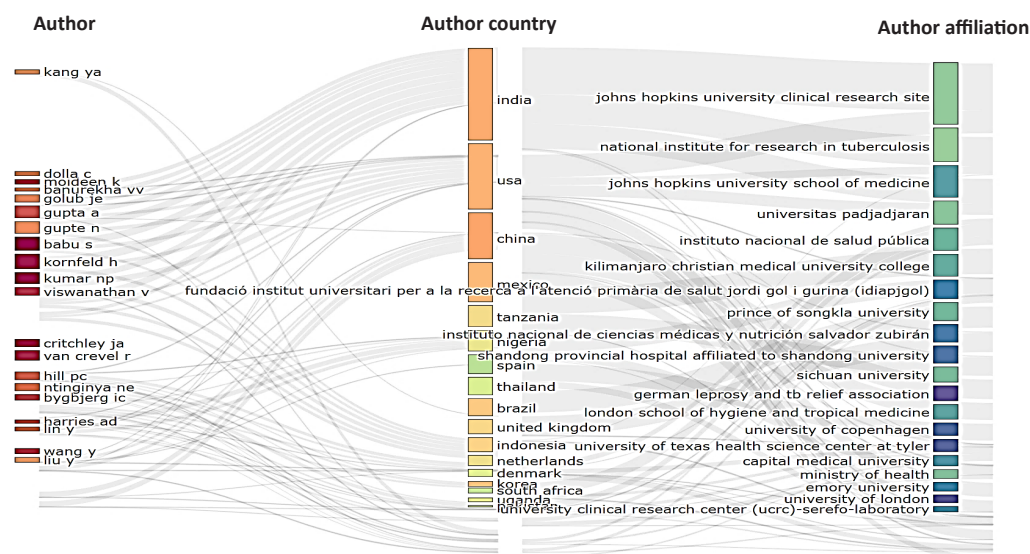 Author
Author country
Author affiliation
kang ya
dolla c
moideen k
banurekha vv
golub je
gupta a
gupte n
babu s
kornfeld h
kumar np
viswanathan v
critchley ja
van crevel r
hill pc
ntinginya ne
bygbjerg ic
harries ad
lin y
wang y
liu y
india
usa
china
mexico
tanzania
nigeria
spain
thailand
brazil
united kingdom
indonesia
netherlands
denmark
korea
south africa
uganda
johns hopkins university clinical research site
national institute for research in tuberculosis
johns hopkins university school of medicine
universitas padjadjaran
instituto nacional de salud pública
kilimanjaro christian medical university college
fundació institut universitari per a la recerca a l atenció primària de salut jordi gol i gurina (idiapjgol)
prince of songkla university
instituto nacional de ciencias médicas y nutrición salvador zubirán
shandong provincial hospital affiliated to shandong university
sichuan university
german leprosy and tb relief association
london school of hygiene and tropical medicine
university of copenhagen
university of texas health science center at tyler
capital medical university
ministry of health
emory university
university of london
university clinical research center (ucrc)-serefo-laboratory